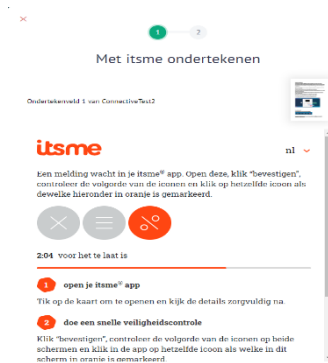 1 2
Met itsme ondertekenen
Ondertekenveld 1 van ConnectiveTest2
itsme
nl
Een melding wacht in je itsme® app. Open deze, klik "bevestigen",
controleer de volgorde van de iconen en klik op hetzelfde icoon als
dewelke hieronder in oranje is gemarkeerd.
2:04 voor het te laat is
1 open je itsme® app
Tik op de kaart om te openen en kijk de details zorgvuldig na
2 doe een snelle veiligheidscontrole
Klik "bevestigen", controleer de volgorde van de iconen op beide
schermen en klik in de app op hetzelfde icoon als welke in dit
scherm in oranje is gemarkeerd.